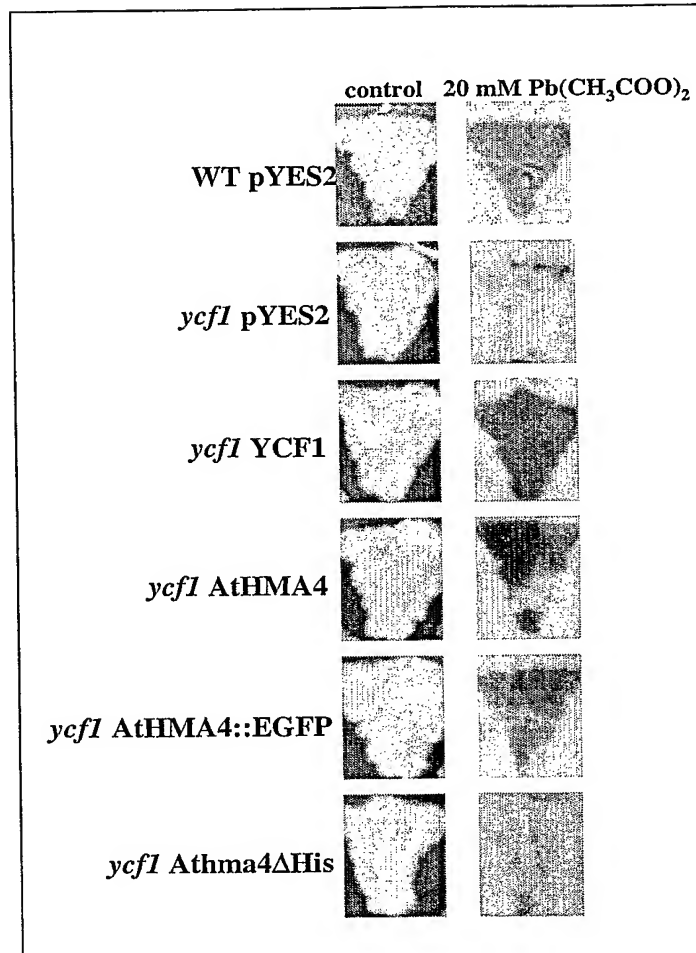 control 20 mM Pb(CH₃COO)₂
WT pYES2
ycf1 pYES2
ycf1 YCF1
ycf1 AtHMA4
ycf1 AtHMA4::EGFP
ycf1 Athma4ΔHis